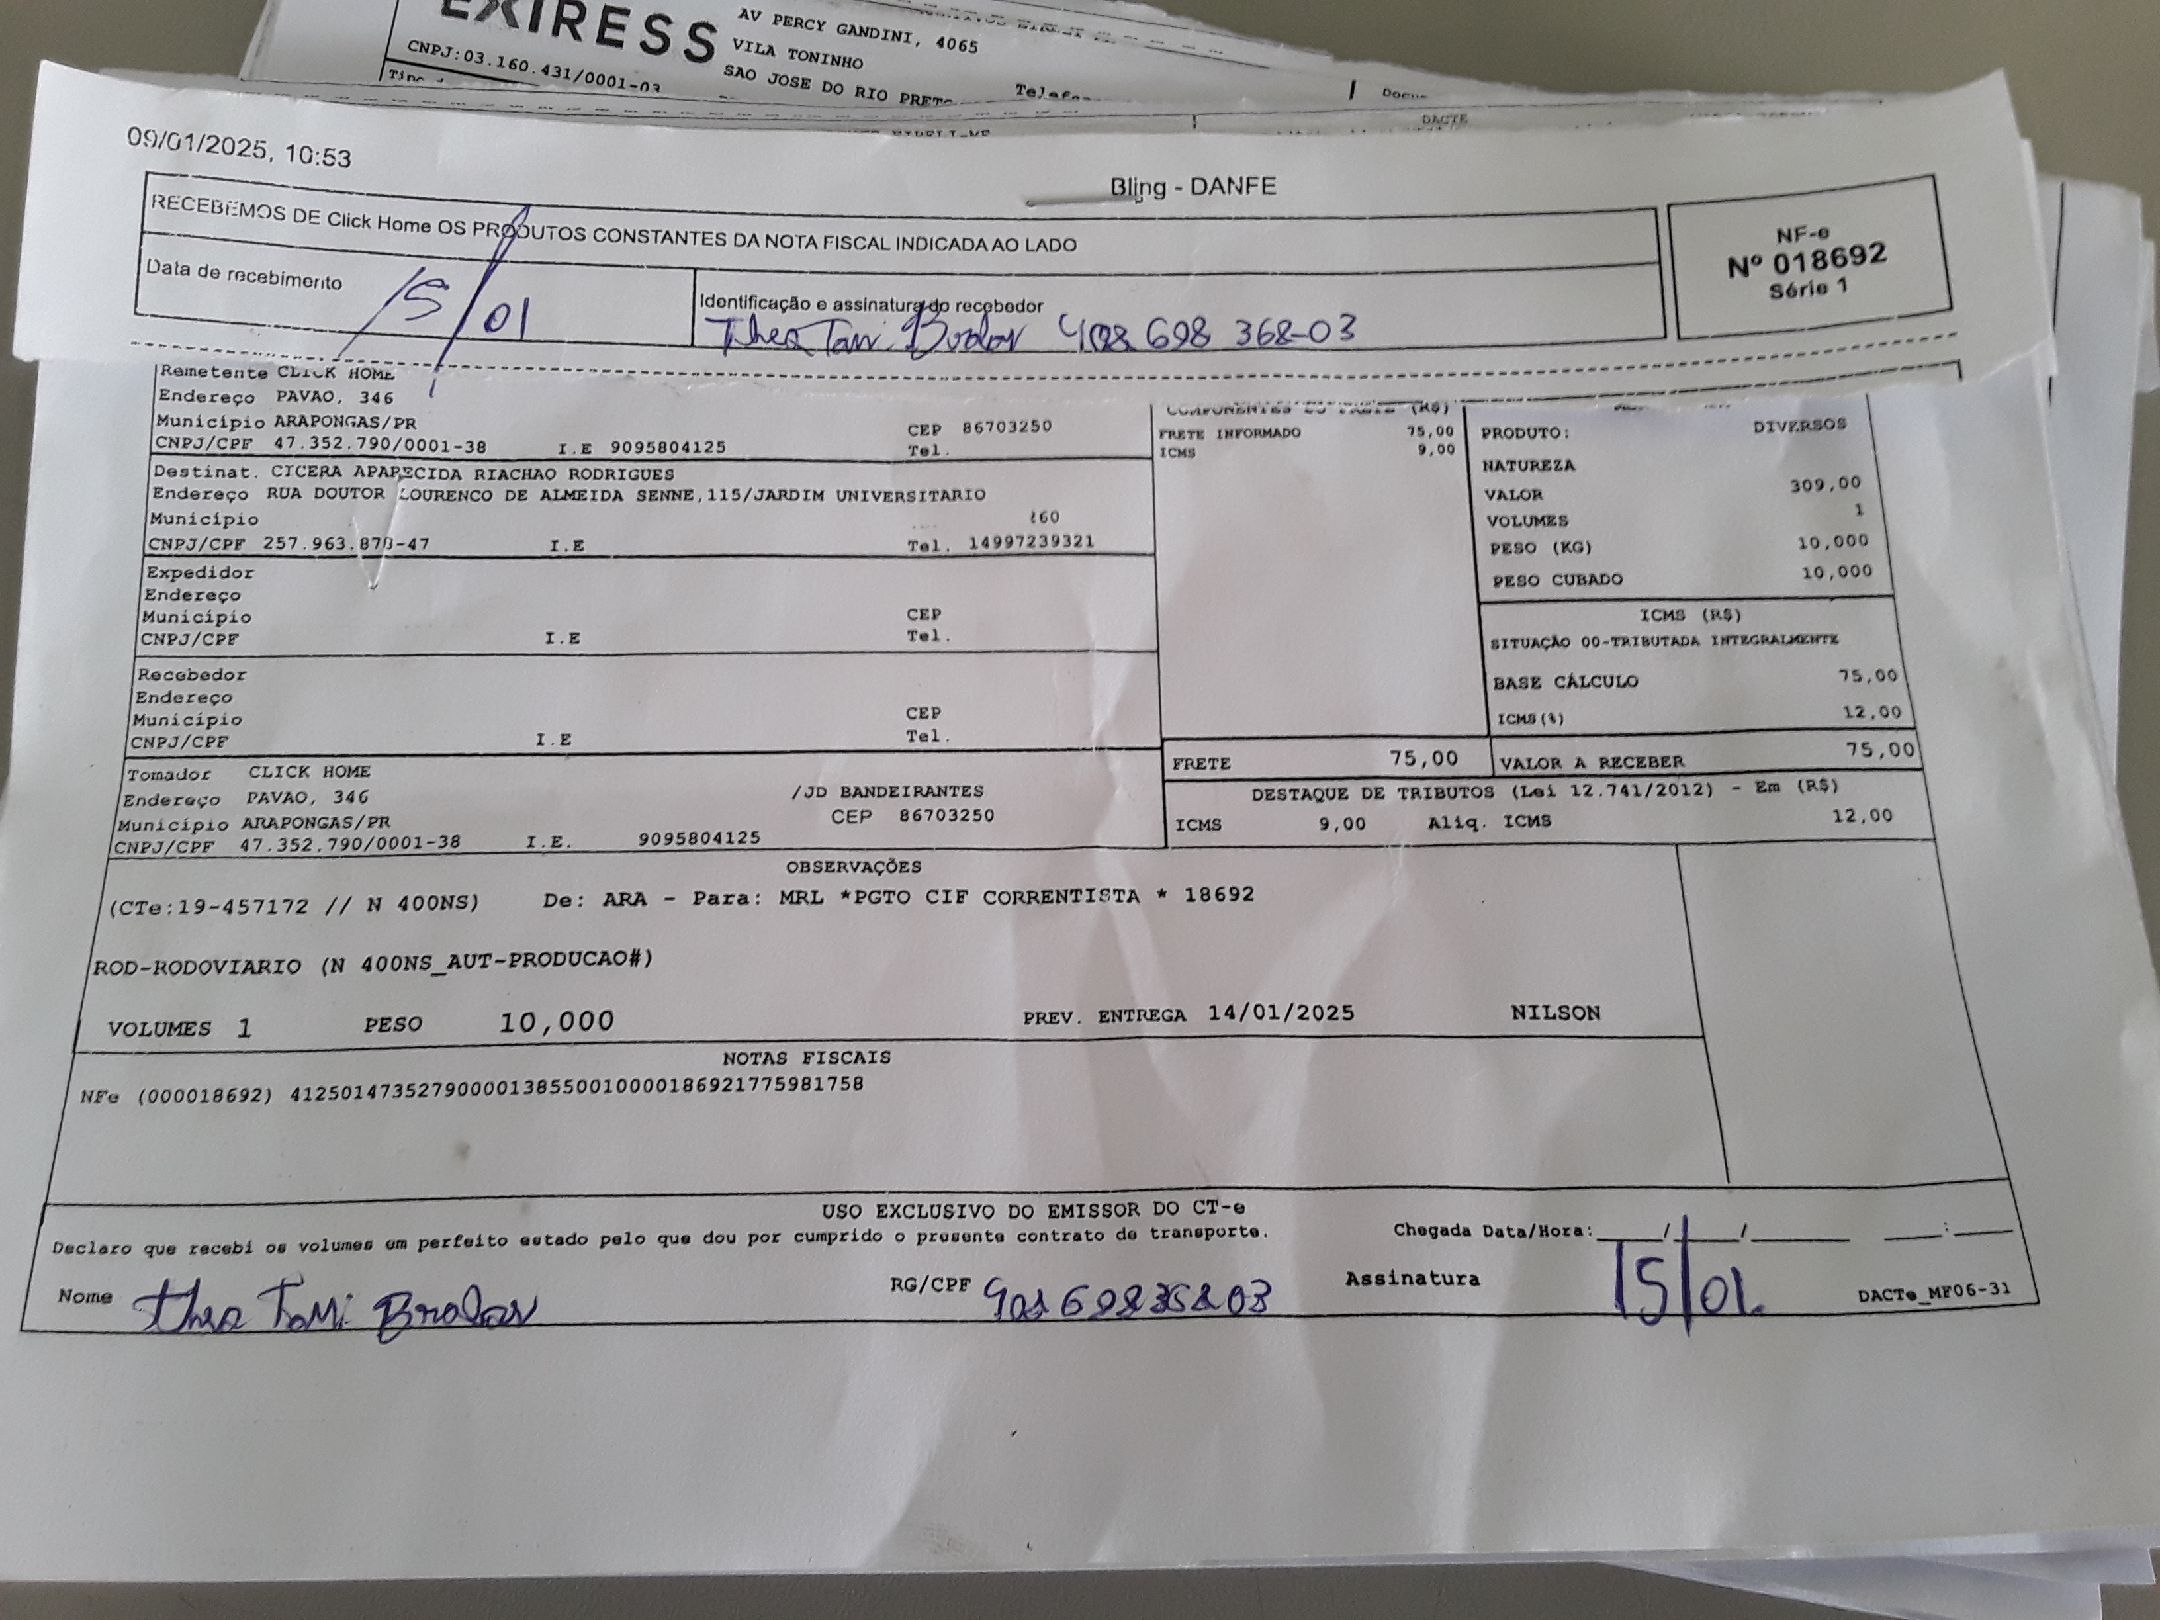 EXIRESS
AV PERCY GANDINI, 4065
VILA TONINHO
CNPJ:03.160.431/0001-03
SAO JOSE DO RIO PRETO
DACTE
09/01/2025, 10:53
Bling - DANFE
RECEBEMOS DE Click Home OS PRODUTOS CONSTANTES DA NOTA FISCAL INDICADA AO LADO
NF-e
Nº 018692
Série 1
Data de recebimento
15/01
Identificação e assinatura do recebedor
698 368-03
Remetente CLICK HOME
Endereço PAVAO, 346
Município ARAPONGAS/PR CEP 86703250
CNPJ/CPF 47.352.790/0001-38 I.E 9095804125 Tel.
Destinat. CICERA APARECIDA RIACHAO RODRIGUES
Endereço RUA DOUTOR LOURENCO DE ALMEIDA SENNE,115/JARDIM UNIVERSITARIO
Município 160
CNPJ/CPF 257.963.878-47 I.E Tel. 14997239321
Expedidor
Endereço
Município CEP
CNPJ/CPF I.E Tel.
Recebedor
Endereço
Município CEP
CNPJ/CPF I.E Tel.
Tomador CLICK HOME
Endereço PAVAO, 346 /JD BANDEIRANTES
Município ARAPONGAS/PR CEP 86703250
CNPJ/CPF 47.352.790/0001-38 I.E. 9095804125
COMPONENTES DO FRETE (R$)
FRETE INFORMADO 75,00
ICMS 9,00
PRODUTO: DIVERSOS
NATUREZA
VALOR 309,00
VOLUMES 1
PESO (KG) 10,000
PESO CUBADO 10,000
ICMS (R$)
SITUAÇÃO 00-TRIBUTADA INTEGRALMENTE
BASE CÁLCULO 75,00
ICMS(%) 12,00
FRETE 75,00 VALOR A RECEBER 75,00
DESTAQUE DE TRIBUTOS (Lei 12.741/2012) - Em (R$)
ICMS 9,00 Aliq. ICMS 12,00
OBSERVAÇÕES
(CTe:19-457172 // N 400NS) De: ARA - Para: MRL *PGTO CIF CORRENTISTA * 18692
ROD-RODOVIARIO (N 400NS_AUT-PRODUCAO#)
VOLUMES 1 PESO 10,000 PREV. ENTREGA 14/01/2025 NILSON
NOTAS FISCAIS
NFe (000018692) 41250147352790000138550010000186921775981758
USO EXCLUSIVO DO EMISSOR DO CT-e
Declaro que recebi os volumes em perfeito estado pelo que dou por cumprido o presente contrato de transporte.
Chegada Data/Hora:____/____/______ ___:___
Nome
RG/CPF
Assinatura
15/01.
DACTe_MF06-31